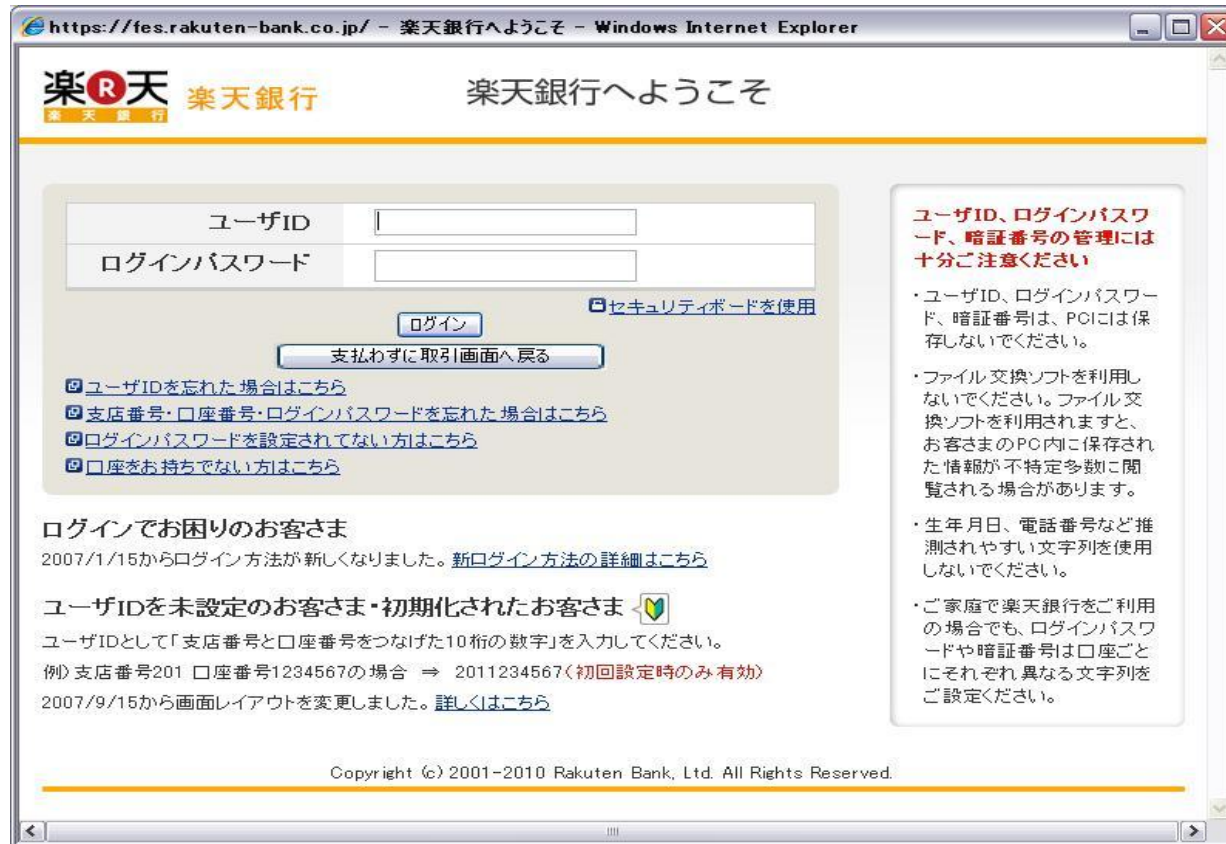 https://fes.rakuten-bank.co.jp/ - 楽天銀行へようこそ - Windows Internet Explorer
楽R天 楽天銀行
楽天銀行
楽天銀行へようこそ
ユーザID
ログインパスワード
セキュリティボードを使用
ログイン
支払わずに取引画面へ戻る
ユーザIDを忘れた場合はこちら
支店番号・口座番号・ログインパスワードを忘れた場合はこちら
ログインパスワードを設定されてない方はこちら
口座をお持ちでない方はこちら
ログインでお困りのお客さま
2007/1/15からログイン方法が新しくなりました。新ログイン方法の詳細はこちら
ユーザIDを未設定のお客さま・初期化されたお客さま
ユーザIDとして「支店番号と口座番号をつなげた10桁の数字」を入力してください。
例)支店番号201 口座番号1234567の場合 ⇒ 2011234567(初回設定時のみ有効)
2007/9/15から画面レイアウトを変更しました。詳しくはこちら
ユーザID、ログインパスワ
ード、暗証番号の管理には
十分ご注意ください
・ユーザID、ログインパスワー
ド、暗証番号は、PCには保
存しないでください。
・ファイル交換ソフトを利用し
ないでください。ファイル交
換ソフトを利用されますと、
お客さまのPC内に保存され
た情報が不特定多数に閲
覧される場合があります。
・生年月日、電話番号など推
測されやすい文字列を使用
しないでください。
・ご家庭で楽天銀行をご利用
の場合でも、ログインパスワ
ードや暗証番号は口座ごと
にそれぞれ異なる文字列を
ご設定ください。
Copyright (c) 2001-2010 Rakuten Bank, Ltd. All Rights Reserved.